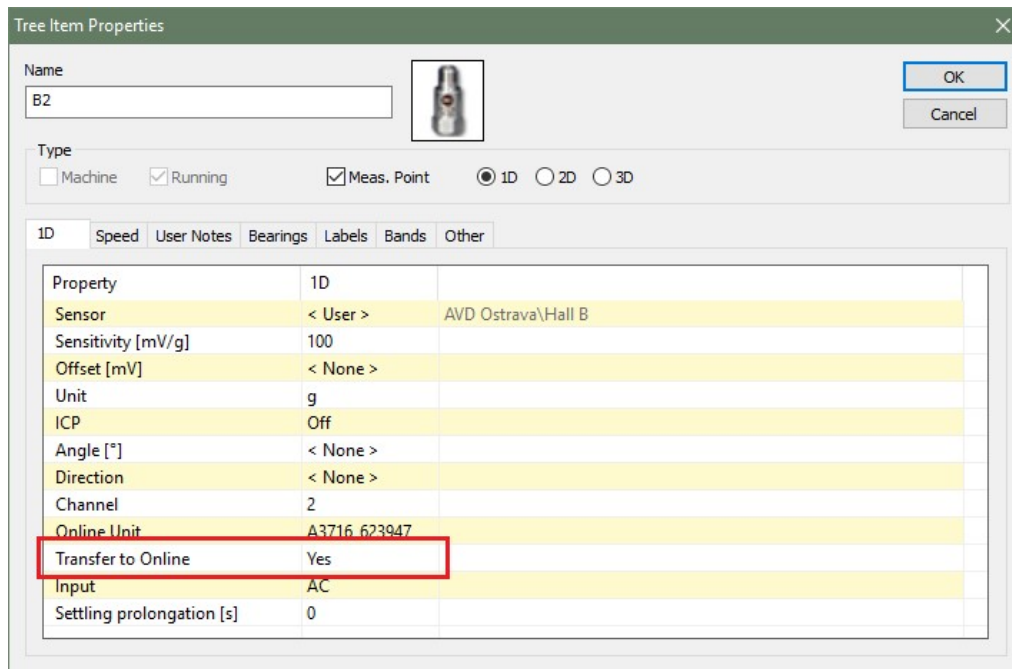 Tree Item Properties
Name
B2
OK
Cancel
Type
Machine Running Meas. Point 1D 2D 3D
1D Speed User Notes Bearings Labels Bands Other
Property 1D
Sensor < User > AVD Ostrava\Hall B
Sensitivity [mV/g] 100
Offset [mV] < None >
Unit g
ICP Off
Angle [°] < None >
Direction < None >
Channel 2
Online Unit A3716_623947
Transfer to Online Yes
Input AC
Settling prolongation [s] 0